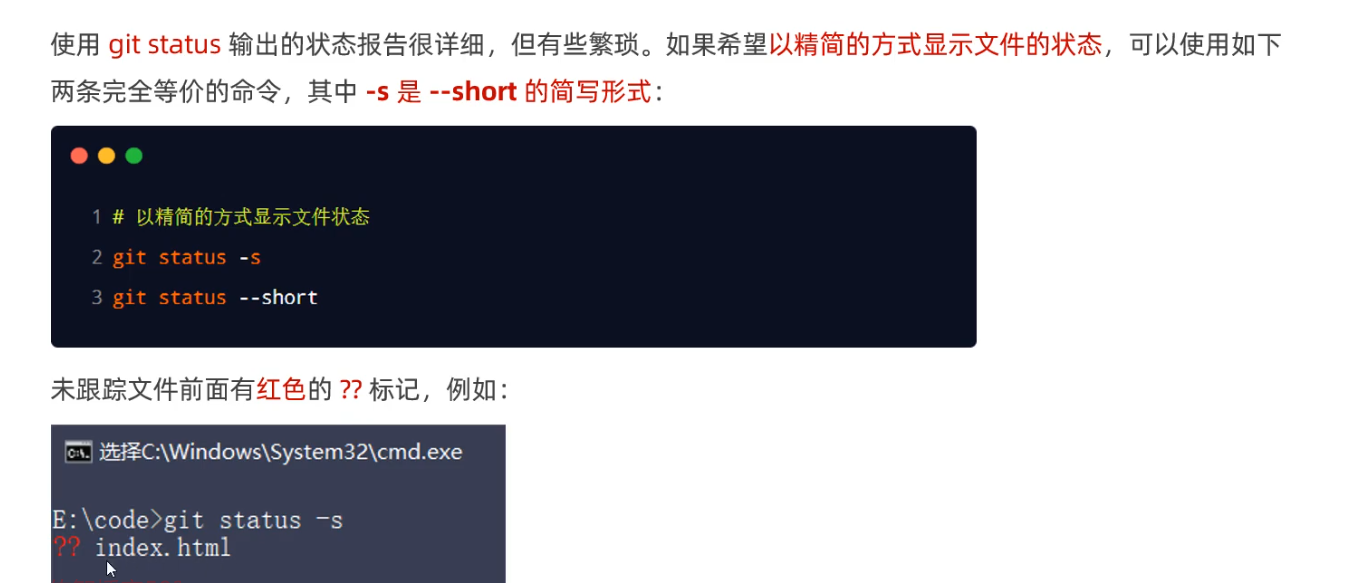 使用 git status 输出的状态报告很详细，但有些繁琐。如果希望以精简的方式显示文件的状态，可以使用如下
两条完全等价的命令，其中 -s 是 --short 的简写形式：
1 # 以精简的方式显示文件状态
2 git status -s
3 git status --short
未跟踪文件前面有红色的 ?? 标记，例如：
选择C:\Windows\System32\cmd.exe
E:\code>git status -s
?? index.html